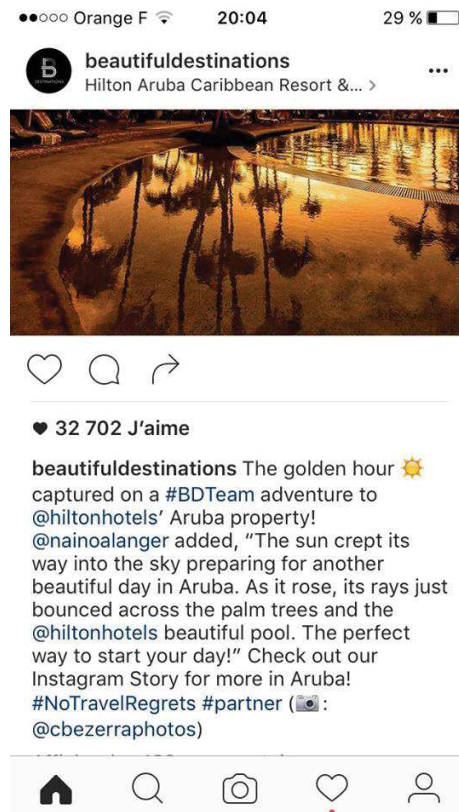 Orange F 20:04 29 %
beautifuldestinations
Hilton Aruba Caribbean Resort &... >
32 702 J’aime
beautifuldestinations The golden hour ☀️
captured on a #BDTeam adventure to
@hiltonhotels’ Aruba property!
@nainoalanger added, “The sun crept its
way into the sky preparing for another
beautiful day in Aruba. As it rose, its rays just
bounced across the palm trees and the
@hiltonhotels beautiful pool. The perfect
way to start your day!” Check out our
Instagram Story for more in Aruba!
#NoTravelRegrets #partner (📷 :
@cbezerraphotos)